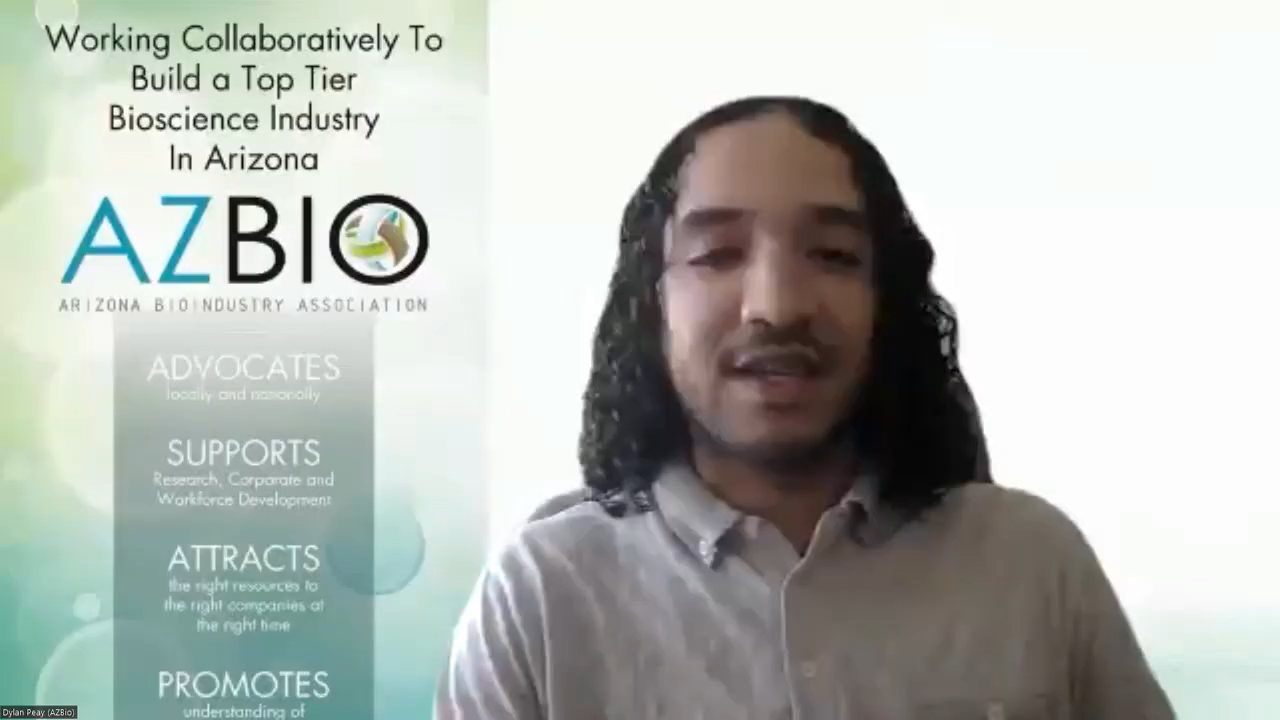 Working Collaboratively To
Build a Top Tier
Bioscience Industry
In Arizona
AZBIO
ARIZONA BIOINDUSTRY ASSOCIATION
ADVOCATES
locally and nationally
SUPPORTS
Research, Corporate and
Workforce Development
ATTRACTS
the right resources to
the right companies at
the right time
PROMOTES
understanding of
Dylan Peay (AZBio)